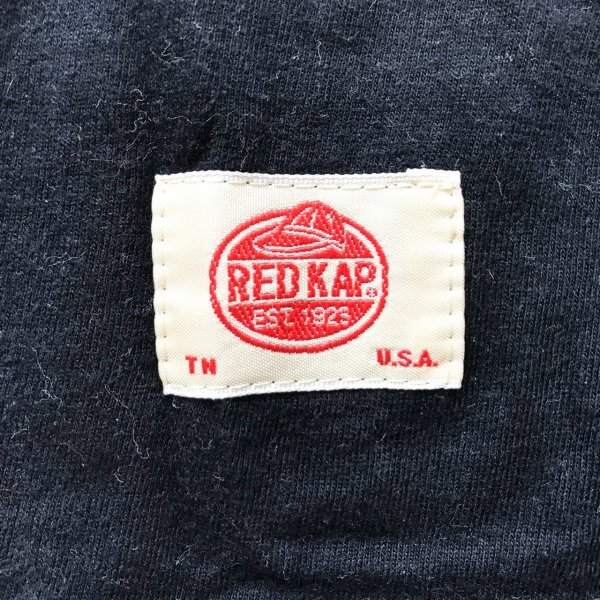 RED KAP®
EST. 1923
TN U.S.A.